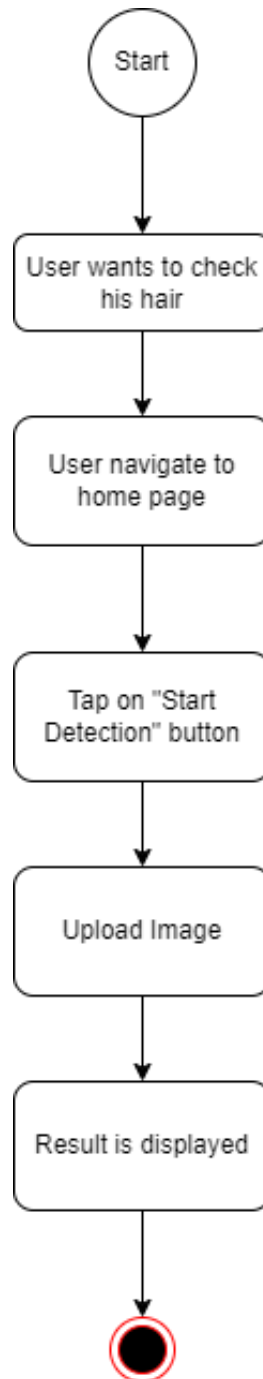 Start
User wants to check
his hair
User navigate to
home page
Tap on "Start
Detection" button
Upload Image
Result is displayed